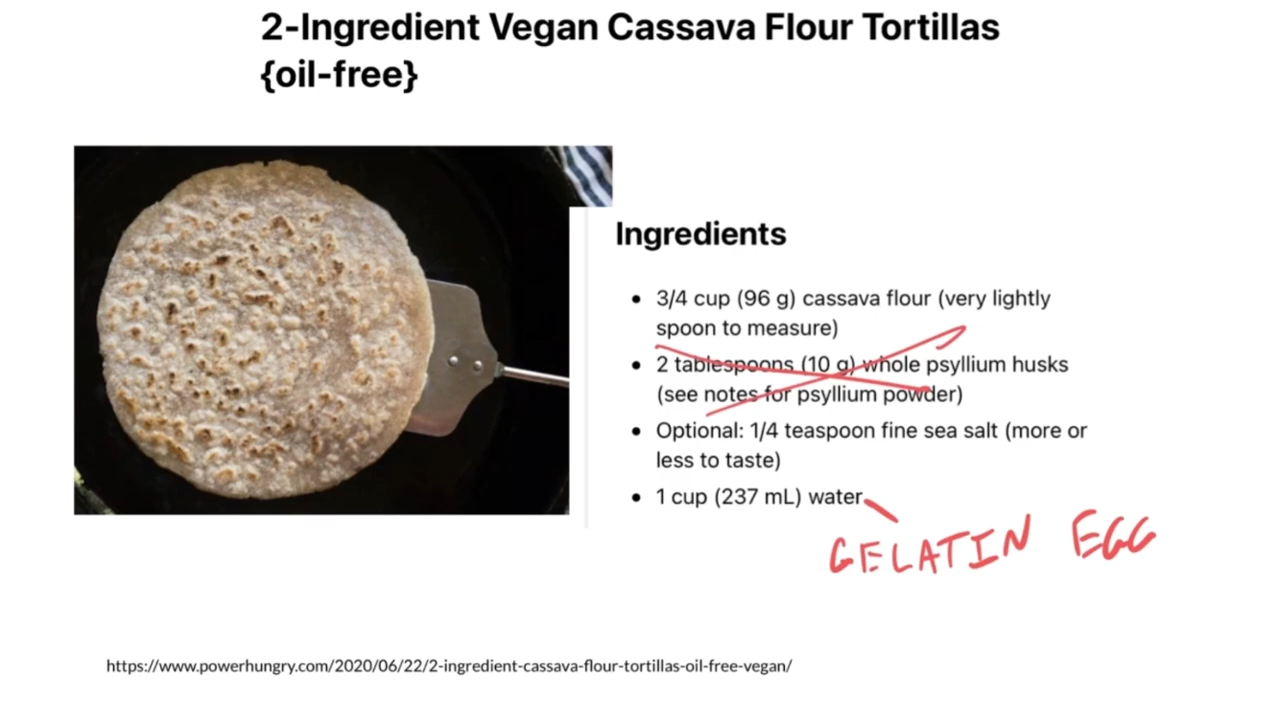 2-Ingredient Vegan Cassava Flour Tortillas
{oil-free}
Ingredients
• 3/4 cup (96 g) cassava flour (very lightly
spoon to measure)
• 2 tablespoons (10 g) whole psyllium husks
(see notes for psyllium powder)
• Optional: 1/4 teaspoon fine sea salt (more or
less to taste)
• 1 cup (237 mL) water
GELATIN EGG
https://www.powerhungry.com/2020/06/22/2-ingredient-cassava-flour-tortillas-oil-free-vegan/